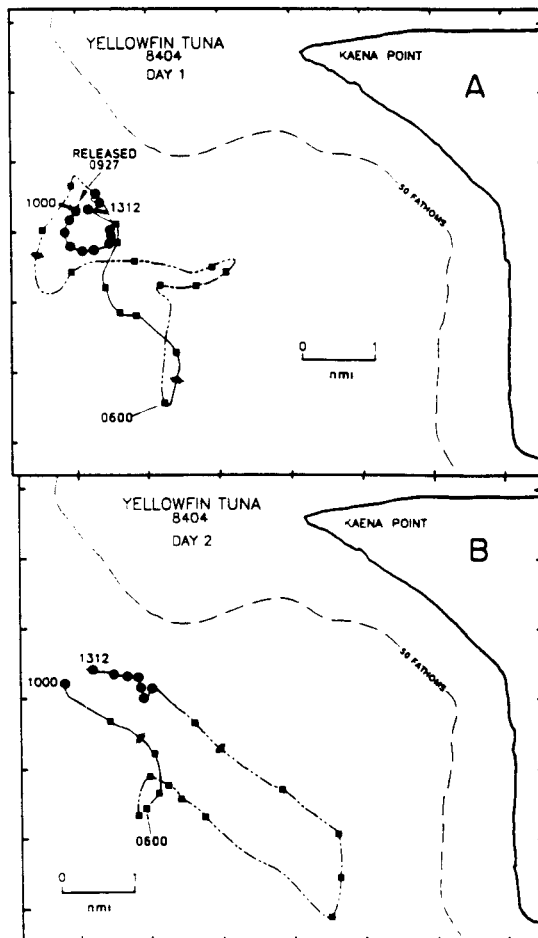 YELLOWFIN TUNA
8404
DAY 1
KAENA POINT
A
RELEASED
0927
1000
1312
50 FATHOMS
0 1
nmi
0600
YELLOWFIN TUNA
8404
DAY 2
KAENA POINT
B
1312
1000
50 FATHOMS
0600
0 1
nmi